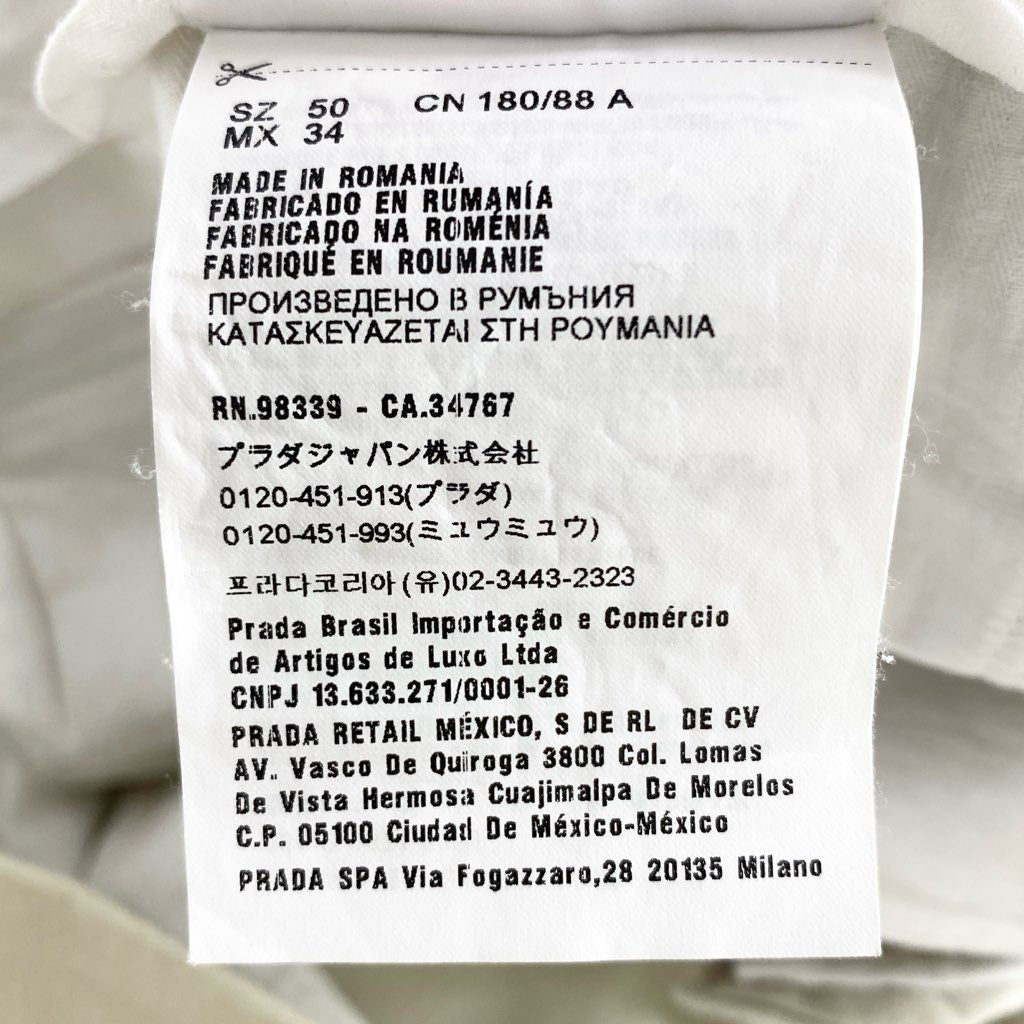 SZ 50 CN 180/88 A
MX 34
MADE IN ROMANIA
FABRICADO EN RUMANÍA
FABRICADO NA ROMÉNIA
FABRIQUÉ EN ROUMANIE
ПРОИЗВЕДЕНО В РУМЪНИЯ
ΚΑΤΑΣΚΕΥΑΖΕΤΑΙ ΣΤΗ ΡΟΥΜΑΝΙΑ
RN.98339 - CA.34767
プラダジャパン株式会社
0120-451-913(プラダ)
0120-451-993(ミュウミュウ)
프라다코리아(유)02-3443-2323
Prada Brasil Importação e Comércio
de Artigos de Luxo Ltda
CNPJ 13.633.271/0001-26
PRADA RETAIL MÉXICO, S DE RL DE CV
AV. Vasco De Quiroga 3800 Col. Lomas
De Vista Hermosa Cuajimalpa De Morelos
C.P. 05100 Ciudad De México-México
PRADA SPA Via Fogazzaro,28 20135 Milano